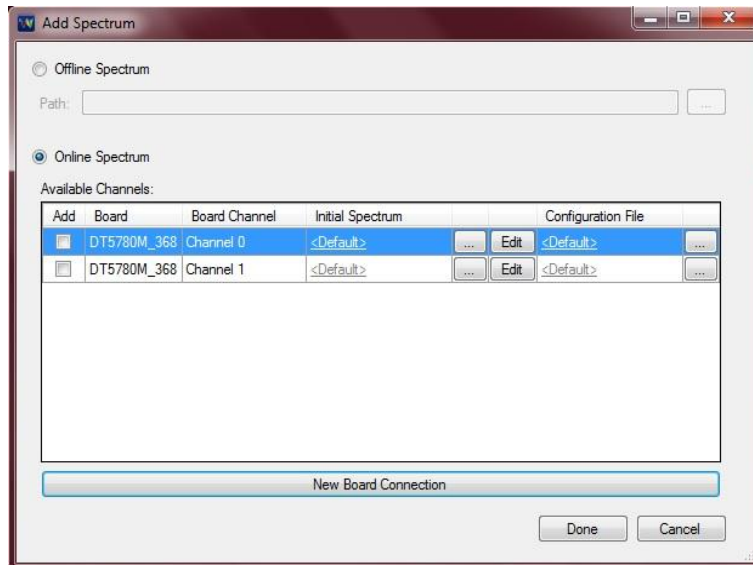 Add Spectrum
Offline Spectrum
Path: ...
Online Spectrum
Available Channels:
Add Board Board Channel Initial Spectrum Configuration File
DT5780M_368 Channel 0 <Default> ... Edit <Default> ...
DT5780M_368 Channel 1 <Default> ... Edit <Default> ...
New Board Connection
Done Cancel